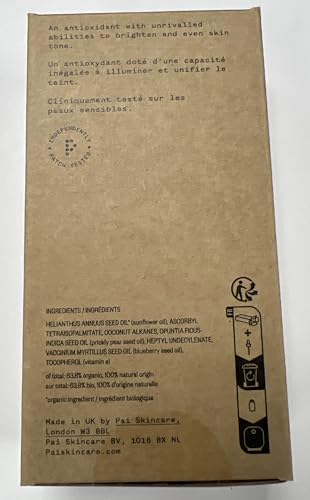 An antioxidant with unrivalled
abilities to brighten and even skin
tone.
Un antioxydant doté d'une capacité
inégalée à illuminer et unifier le
teint.
Cliniquement testé sur les
peaux sensibles.
INDEPENDENTLY
PATCH-TESTED
INGREDIENTS / INGRÉDIENTS
HELIANTHUS ANNUUS SEED OIL* (sunflower oil), ASCORBYL
TETRAISOPALMITATE, COCONUT ALKANES, OPUNTIA FICUS-
INDICA SEED OIL (prickly pear seed oil), HEPTYL UNDECYLENATE,
VACCINIUM MYRTILLUS SEED OIL (blueberry seed oil),
TOCOPHEROL (vitamin e)
of total: 63,8% organic, 100% natural origin
sur total: 63,8% bio, 100% d'origine naturelle
*organic ingredient / ingrédient biologique
FR
+
Made in UK by Pai Skincare,
London W3 8BL
Pai Skincare BV, 1016 BX NL
Paiskincare.com